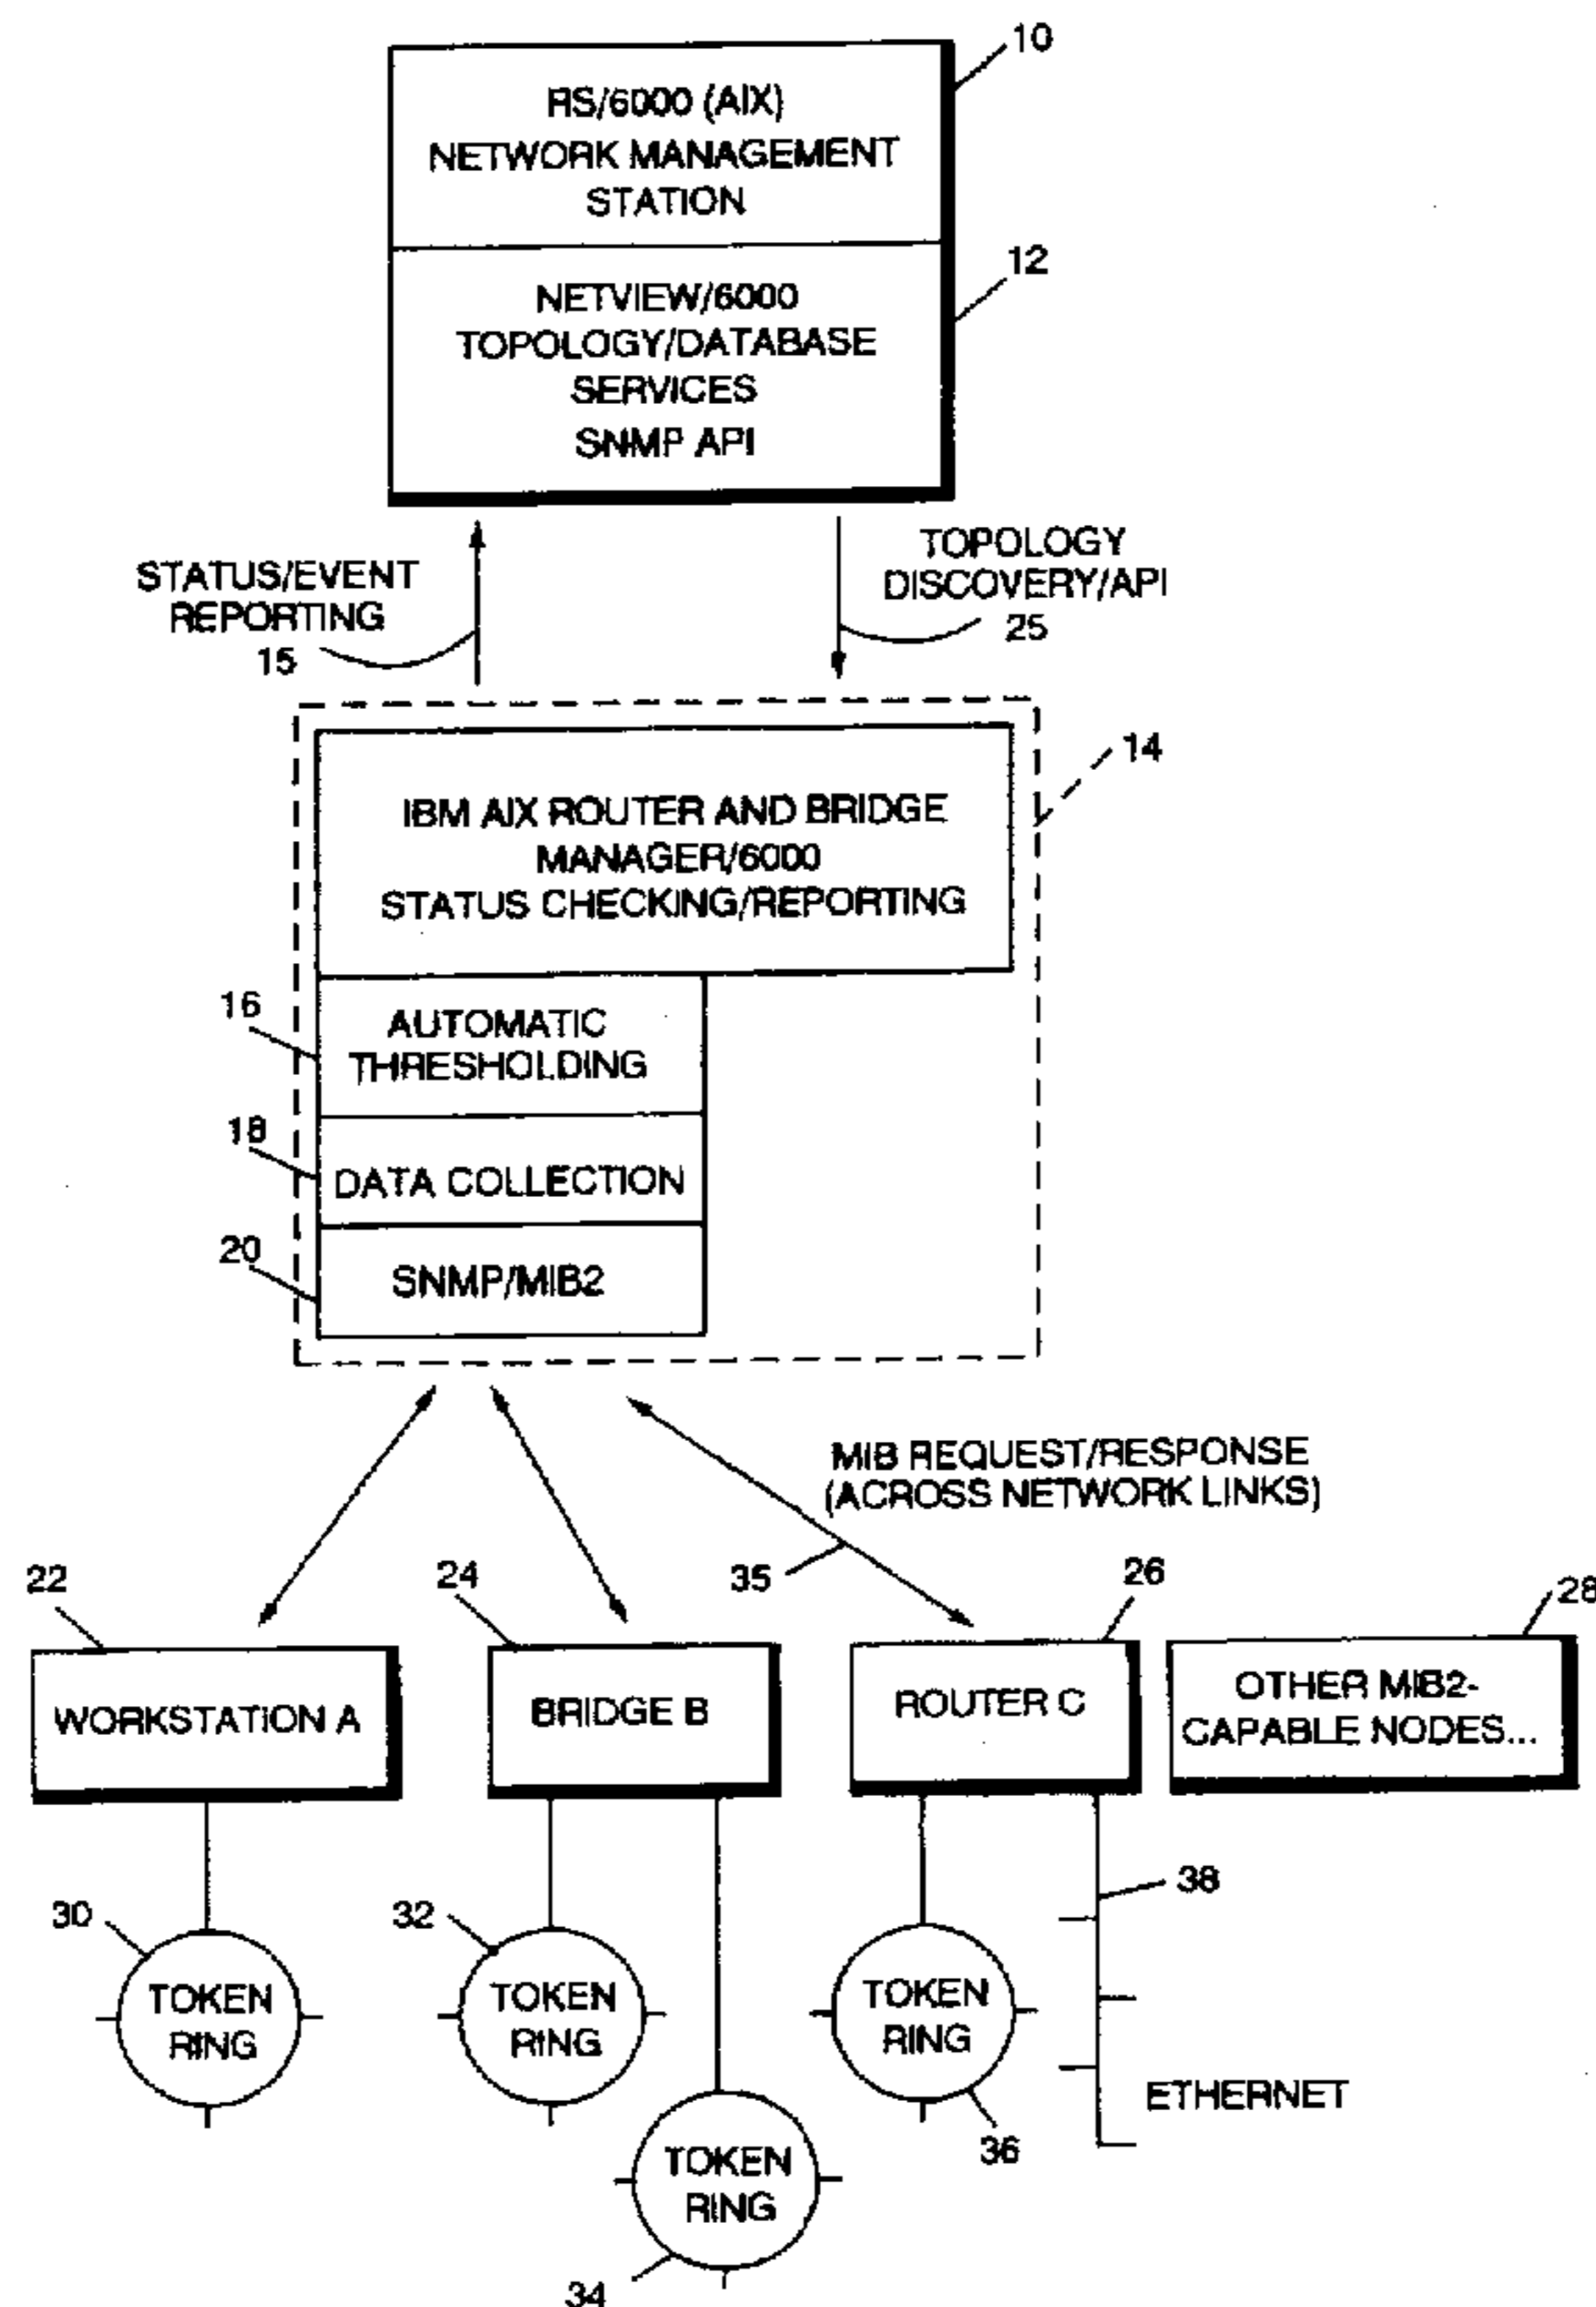 10
RS/6000 (AIX)
NETWORK MANAGEMENT
STATION
12
NETVIEW/6000
TOPOLOGY/DATABASE
SERVICES
SNMP API
STATUS/EVENT
REPORTING
15
TOPOLOGY
DISCOVERY/API
25
14
IBM AIX ROUTER AND BRIDGE
MANAGER/6000
STATUS CHECKING/REPORTING
16
AUTOMATIC
THRESHOLDING
18
DATA COLLECTION
20
SNMP/MIB2
MIB REQUEST/RESPONSE
(ACROSS NETWORK LINKS)
35
22
24
26
28
WORKSTATION A
BRIDGE B
ROUTER C
OTHER MIB2-
CAPABLE NODES...
38
30
TOKEN
RING
32
TOKEN
RING
TOKEN
RING
36
ETHERNET
TOKEN
RING
34